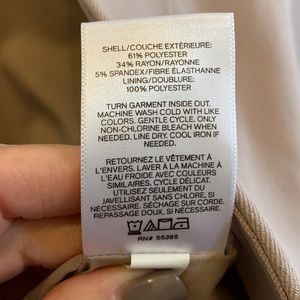 SHELL/COUCHE EXTÉRIEURE:
61% POLYESTER
34% RAYON/RAYONNE
5% SPANDEX/FIBRE ÉLASTHANNE
LINING/DOUBLURE:
100% POLYESTER
TURN GARMENT INSIDE OUT.
MACHINE WASH COLD WITH LIKE
COLORS. GENTLE CYCLE. ONLY
NON-CHLORINE BLEACH WHEN
NEEDED. LINE DRY. COOL IRON IF
NEEDED.
RETOURNEZ LE VÊTEMENT À
L'ENVERS. LAVER À LA MACHINE À
L'EAU FROIDE AVEC COULEURS
SIMILAIRES. CYCLE DÉLICAT.
UTILISER SEULEMENT DU
JAVELLISANT SANS CHLORE, SI
DEMANDÉ. SÉCHAGE SUR CORDE.
REPASSAGE DOUX, SI NÉCESSAIRE.
RN# 55285